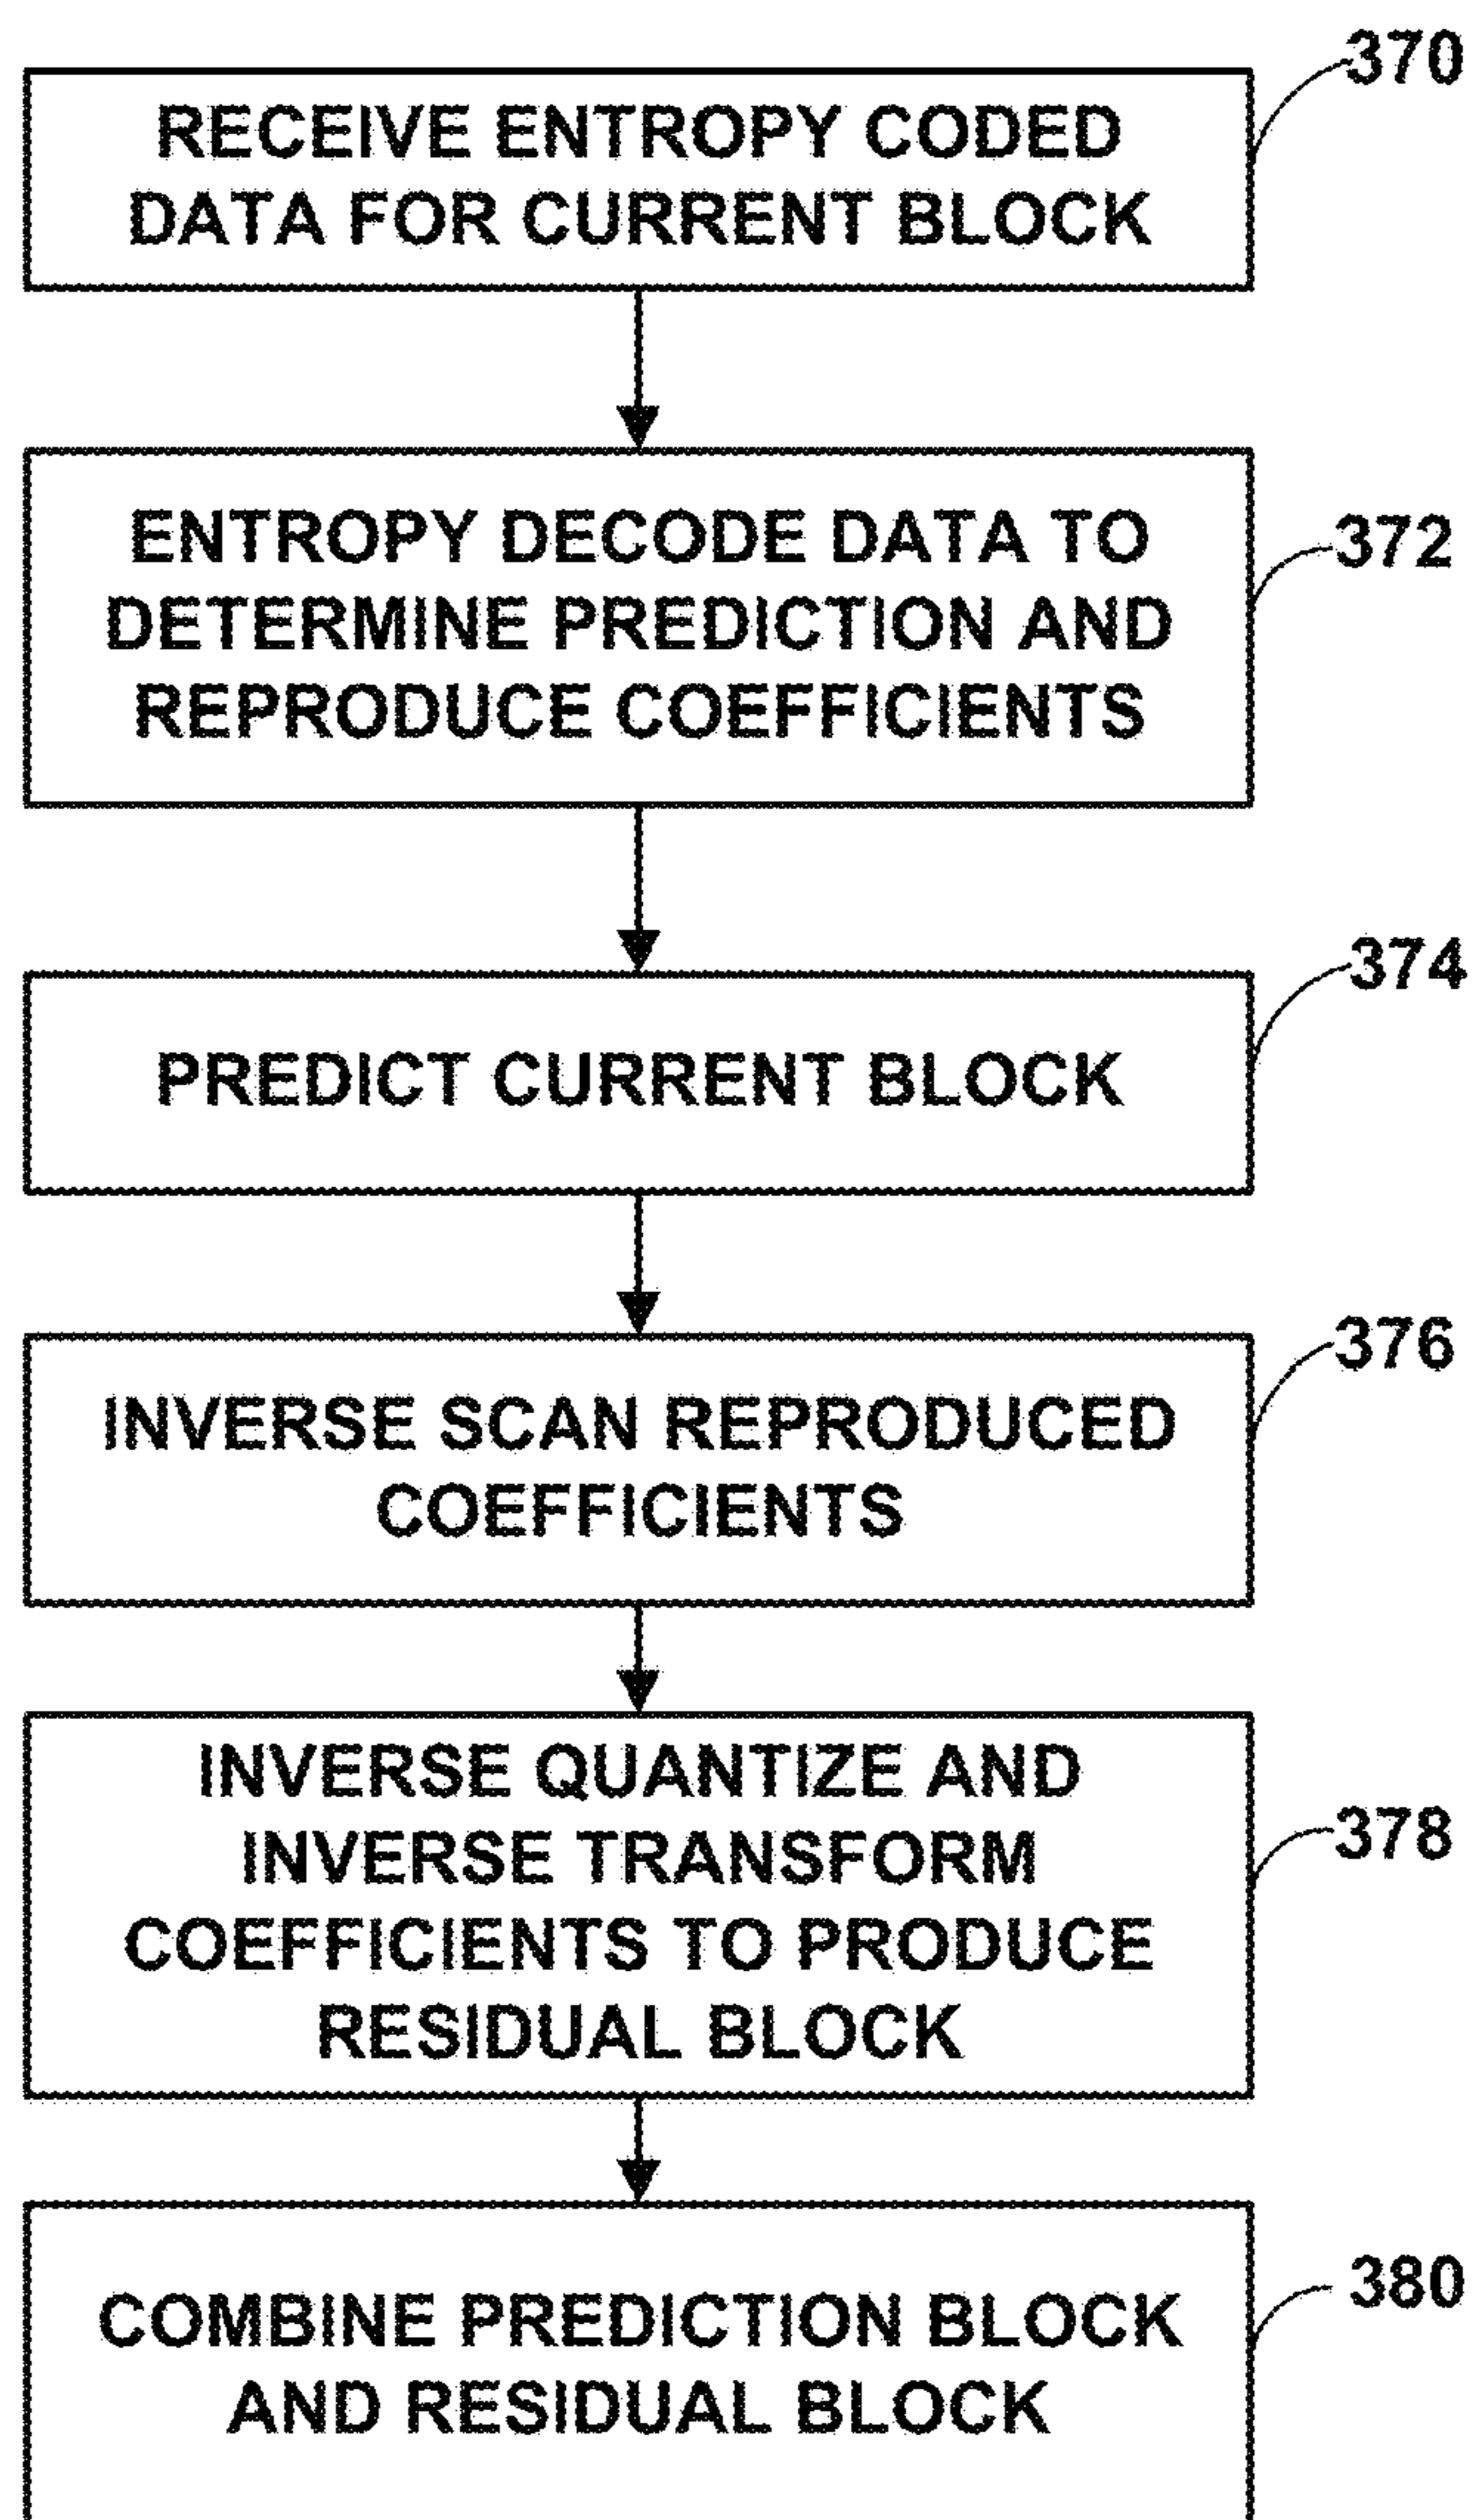 370
RECEIVE ENTROPY CODED
DATA FOR CURRENT BLOCK
372
ENTROPY DECODE DATA TO
DETERMINE PREDICTION AND
REPRODUCE COEFFICIENTS
374
PREDICT CURRENT BLOCK
376
INVERSE SCAN REPRODUCED
COEFFICIENTS
378
INVERSE QUANTIZE AND
INVERSE TRANSFORM
COEFFICIENTS TO PRODUCE
RESIDUAL BLOCK
380
COMBINE PREDICTION BLOCK
AND RESIDUAL BLOCK